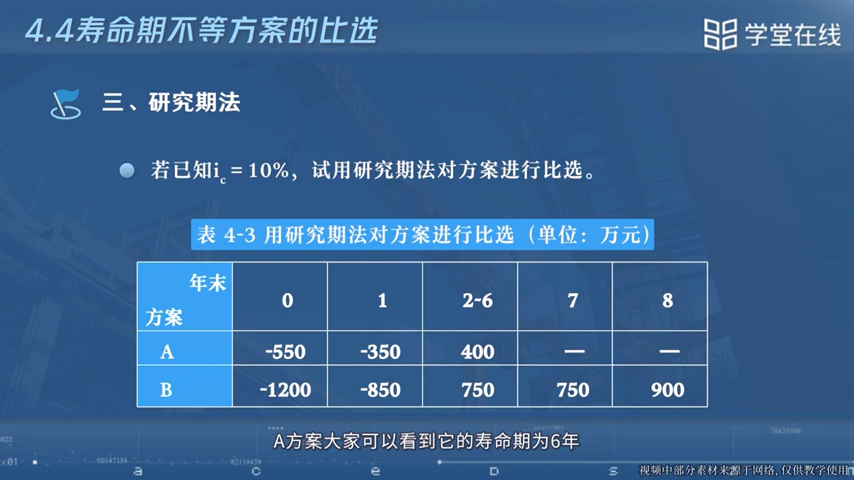 4.4寿命期不等方案的比选
学堂在线
三、研究期法
若已知ic = 10%，试用研究期法对方案进行比选。
表 4-3 用研究期法对方案进行比选（单位：万元）
年末
方案 0 1 2-6 7 8
A -550 -350 400 — —
B -1200 -850 750 750 900
A方案大家可以看到它的寿命期为6年
a c e D s
视频中部分素材来源于网络, 仅供教学使用